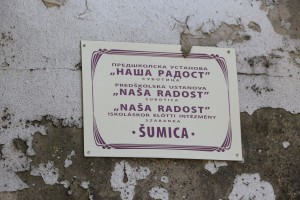 ПРЕДШКОЛСКА УСТАНОВА
„НАША РАДОСТ”
СУБОТИЦА
PREDŠKOLSKA USTANOVA
„NAŠA RADOST”
SUBOTICA
„NAŠA RADOST”
ISKOLÁSKOR ELŐTTI INTÉZMÉNY
SZABADKA
· ŠUMICA ·